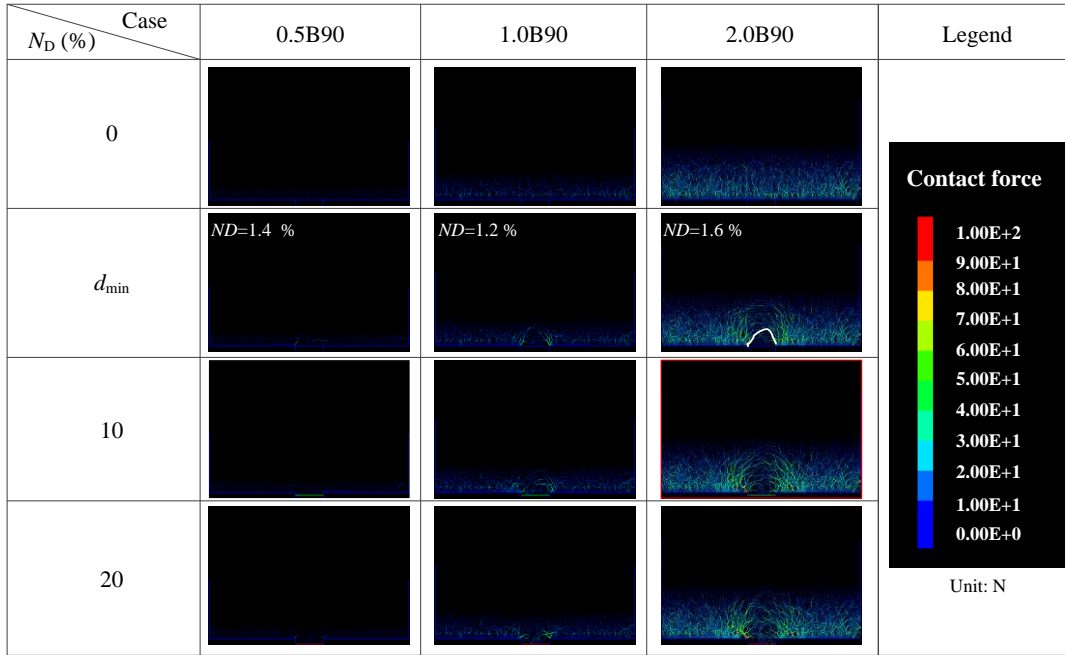 Case
N_D (%)
0.5B90
1.0B90
2.0B90
Legend
0
d_min
ND=1.4 %
ND=1.2 %
ND=1.6 %
10
20
Contact force
1.00E+2
9.00E+1
8.00E+1
7.00E+1
6.00E+1
5.00E+1
4.00E+1
3.00E+1
2.00E+1
1.00E+1
0.00E+0
Unit: N